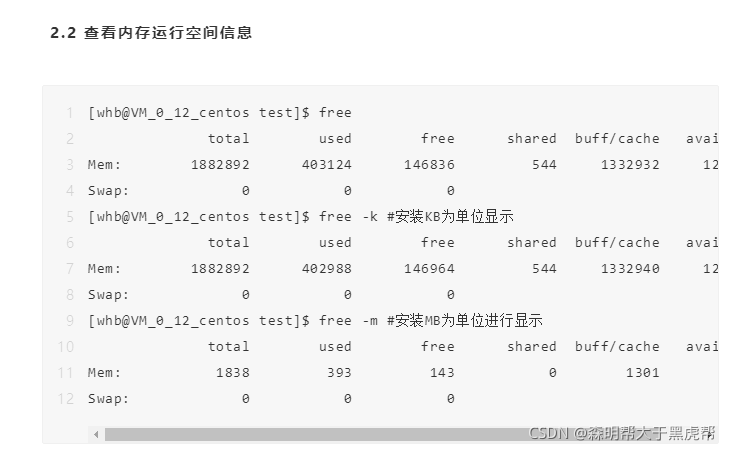 2.2 查看内存运行空间信息
1 [whb@VM_0_12_centos test]$ free
2 total used free shared buff/cache avai
3 Mem: 1882892 403124 146836 544 1332932 12
4 Swap: 0 0 0
5 [whb@VM_0_12_centos test]$ free -k #安装KB为单位显示
6 total used free shared buff/cache avai
7 Mem: 1882892 402988 146964 544 1332940 12
8 Swap: 0 0 0
9 [whb@VM_0_12_centos test]$ free -m #安装MB为单位进行显示
10 total used free shared buff/cache avai
11 Mem: 1838 393 143 0 1301
12 Swap: 0 0 0
CSDN @森明帮大于黑虎帮